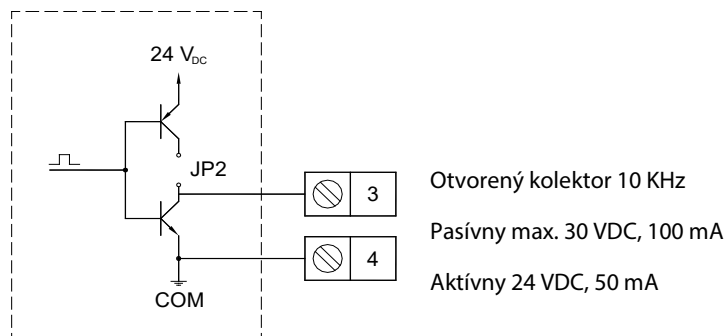 24 VDC
JP2
3
Otvorený kolektor 10 KHz
Pasívny max. 30 VDC, 100 mA
4
Aktívny 24 VDC, 50 mA
COM